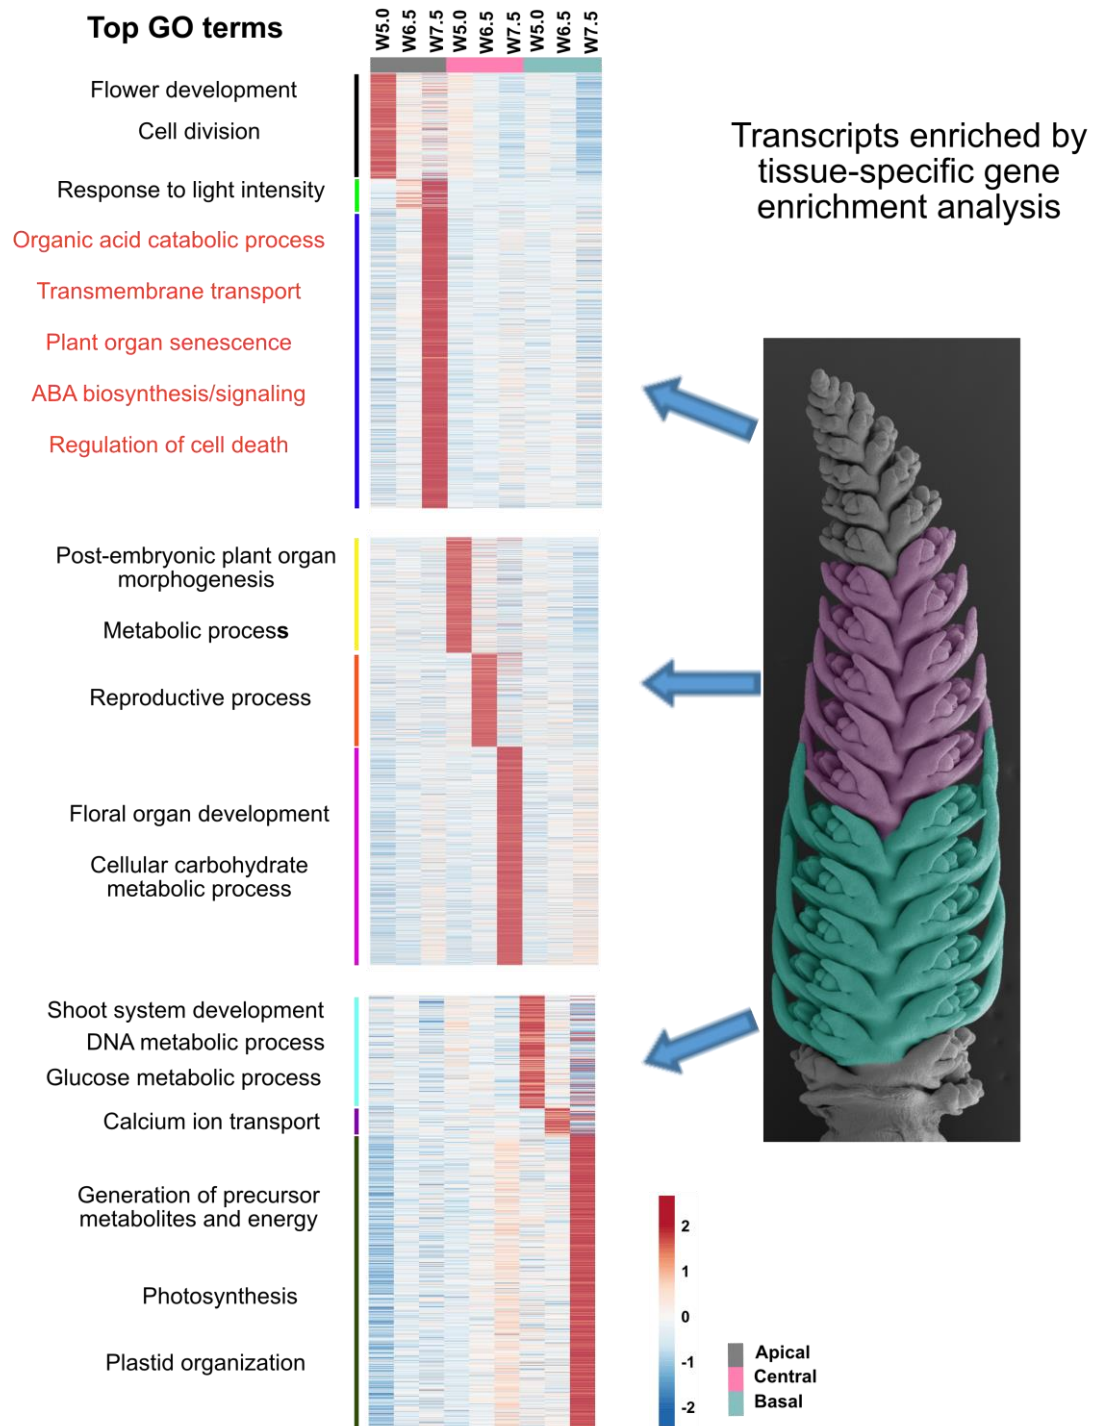 Top GO terms
W5.0
W6.5
W7.5
W5.0
W6.5
W7.5
W5.0
W6.5
W7.5
Flower development
Cell division
Response to light intensity
Organic acid catabolic process
Transmembrane transport
Plant organ senescence
ABA biosynthesis/signaling
Regulation of cell death
Transcripts enriched by
tissue-specific gene
enrichment analysis
Post-embryonic plant organ
morphogenesis
Metabolic process
Reproductive process
Floral organ development
Cellular carbohydrate
metabolic process
Shoot system development
DNA metabolic process
Glucose metabolic process
Calcium ion transport
Generation of precursor
metabolites and energy
Photosynthesis
Plastid organization
2
1
0
-1
-2
Apical
Central
Basal